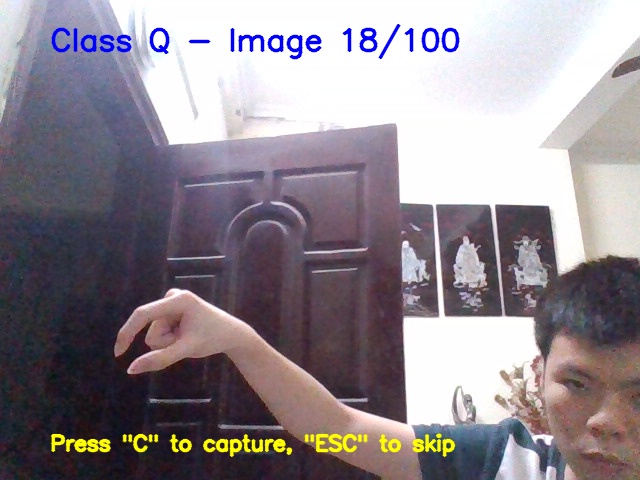 Class Q - Image 18/100
Press "C" to capture, "ESC" to skip